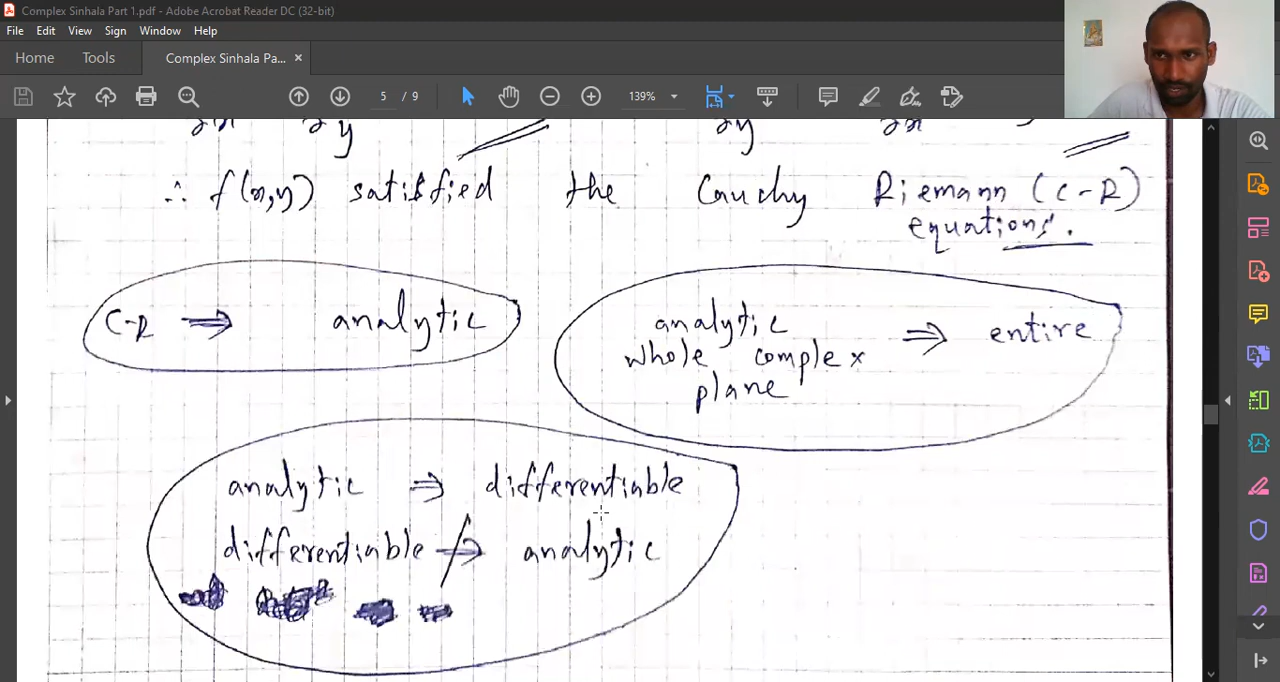 Complex Sinhala Part 1.pdf - Adobe Acrobat Reader DC (32-bit)
File Edit View Sign Window Help
Home Tools Complex Sinhala Pa... ×
5 / 9 139%
∂x ∂y ∂y ∂x
∴ f(x,y) satisfied the Cauchy Riemann (C-R)
equations.
C-R ⇒ analytic
analytic
whole complex
plane
⇒ entire
analytic ⇒ differentiable
differentiable ⇏ analytic